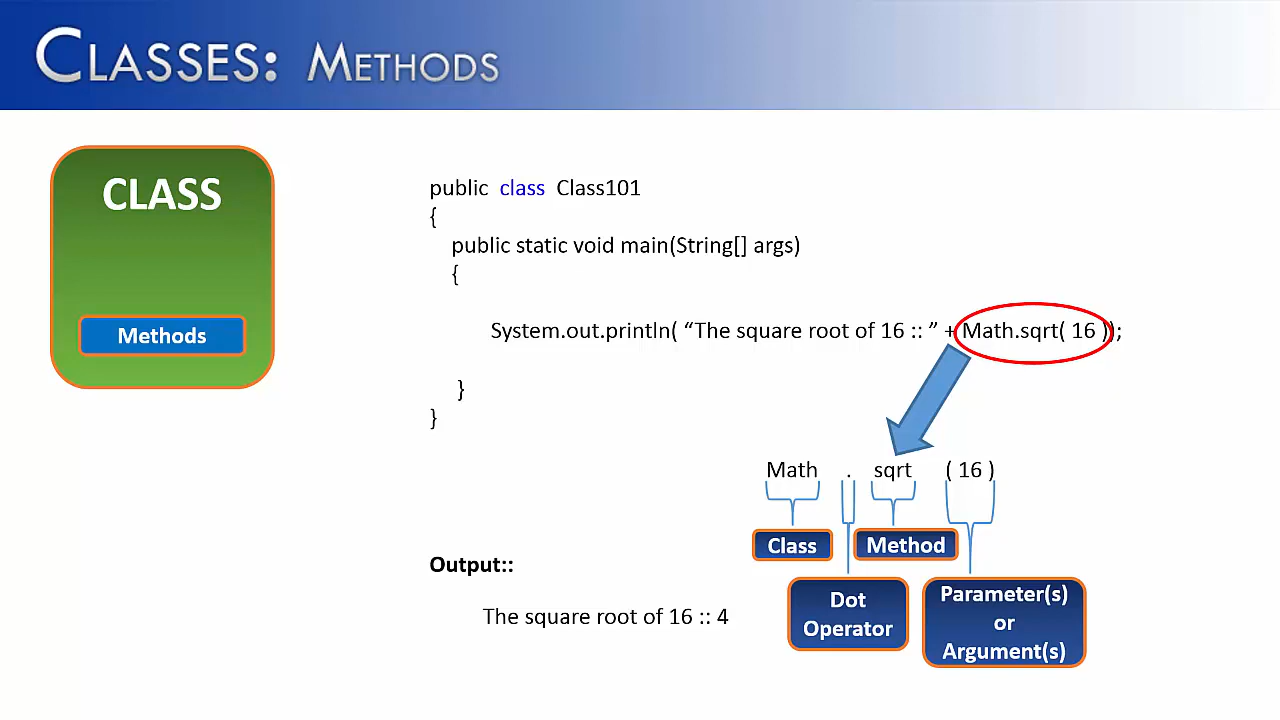 CLASSES: METHODS
CLASS
Methods
public class Class101
{
public static void main(String[] args)
{
System.out.println( “The square root of 16 :: ” + Math.sqrt( 16 ));
}
}
Math . sqrt ( 16 )
Class Method
Dot
Operator
Parameter(s)
or
Argument(s)
Output::
The square root of 16 :: 4